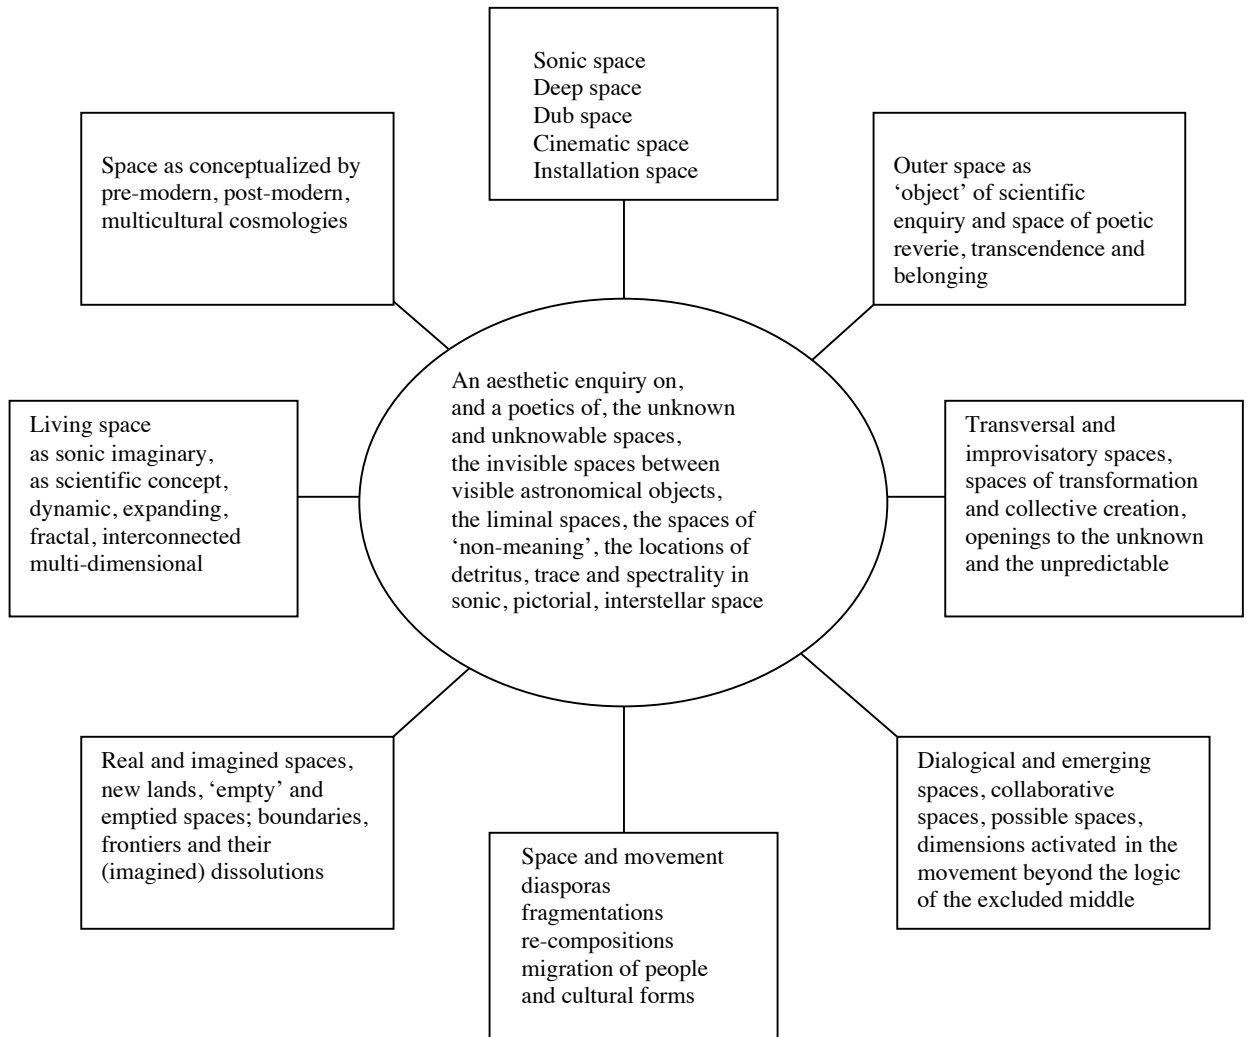 Sonic space
Deep space
Dub space
Cinematic space
Installation space
Space as conceptualized by
pre-modern, post-modern,
multicultural cosmologies
Outer space as
‘object’ of scientific
enquiry and space of poetic
reverie, transcendence and
belonging
An aesthetic enquiry on,
and a poetics of, the unknown
and unknowable spaces,
the invisible spaces between
visible astronomical objects,
the liminal spaces, the spaces of
‘non-meaning’, the locations of
detritus, trace and spectrality in
sonic, pictorial, interstellar space
Living space
as sonic imaginary,
as scientific concept,
dynamic, expanding,
fractal, interconnected
multi-dimensional
Transversal and
improvisatory spaces,
spaces of transformation
and collective creation,
openings to the unknown
and the unpredictable
Real and imagined spaces,
new lands, ‘empty’ and
emptied spaces; boundaries,
frontiers and their
(imagined) dissolutions
Space and movement
diasporas
fragmentations
re-compositions
migration of people
and cultural forms
Dialogical and emerging
spaces, collaborative
spaces, possible spaces,
dimensions activated in the
movement beyond the logic
of the excluded middle